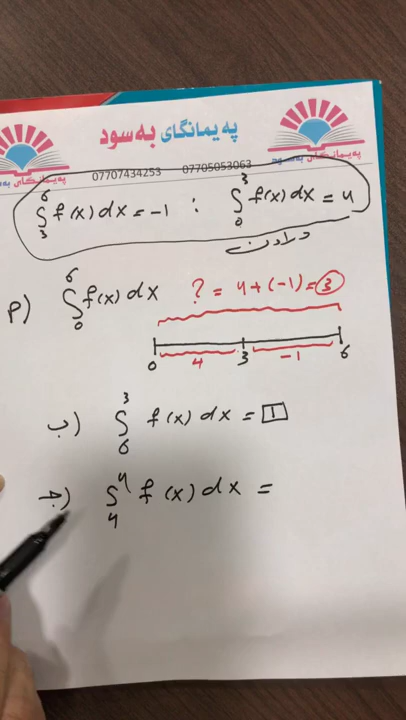 پەیمانگای بەسود
07707434253 07705053063
∫₃⁶ f(x) dx = -1 : ∫₀³ f(x) dx = 4
دراون
P) ∫₀⁶ f(x) dx ? = 4 + (-1) = 3
0 4 3 -1 6
ب) ∫₆³ f(x) dx = 1
ج) ∫₄⁴ f(x) dx =